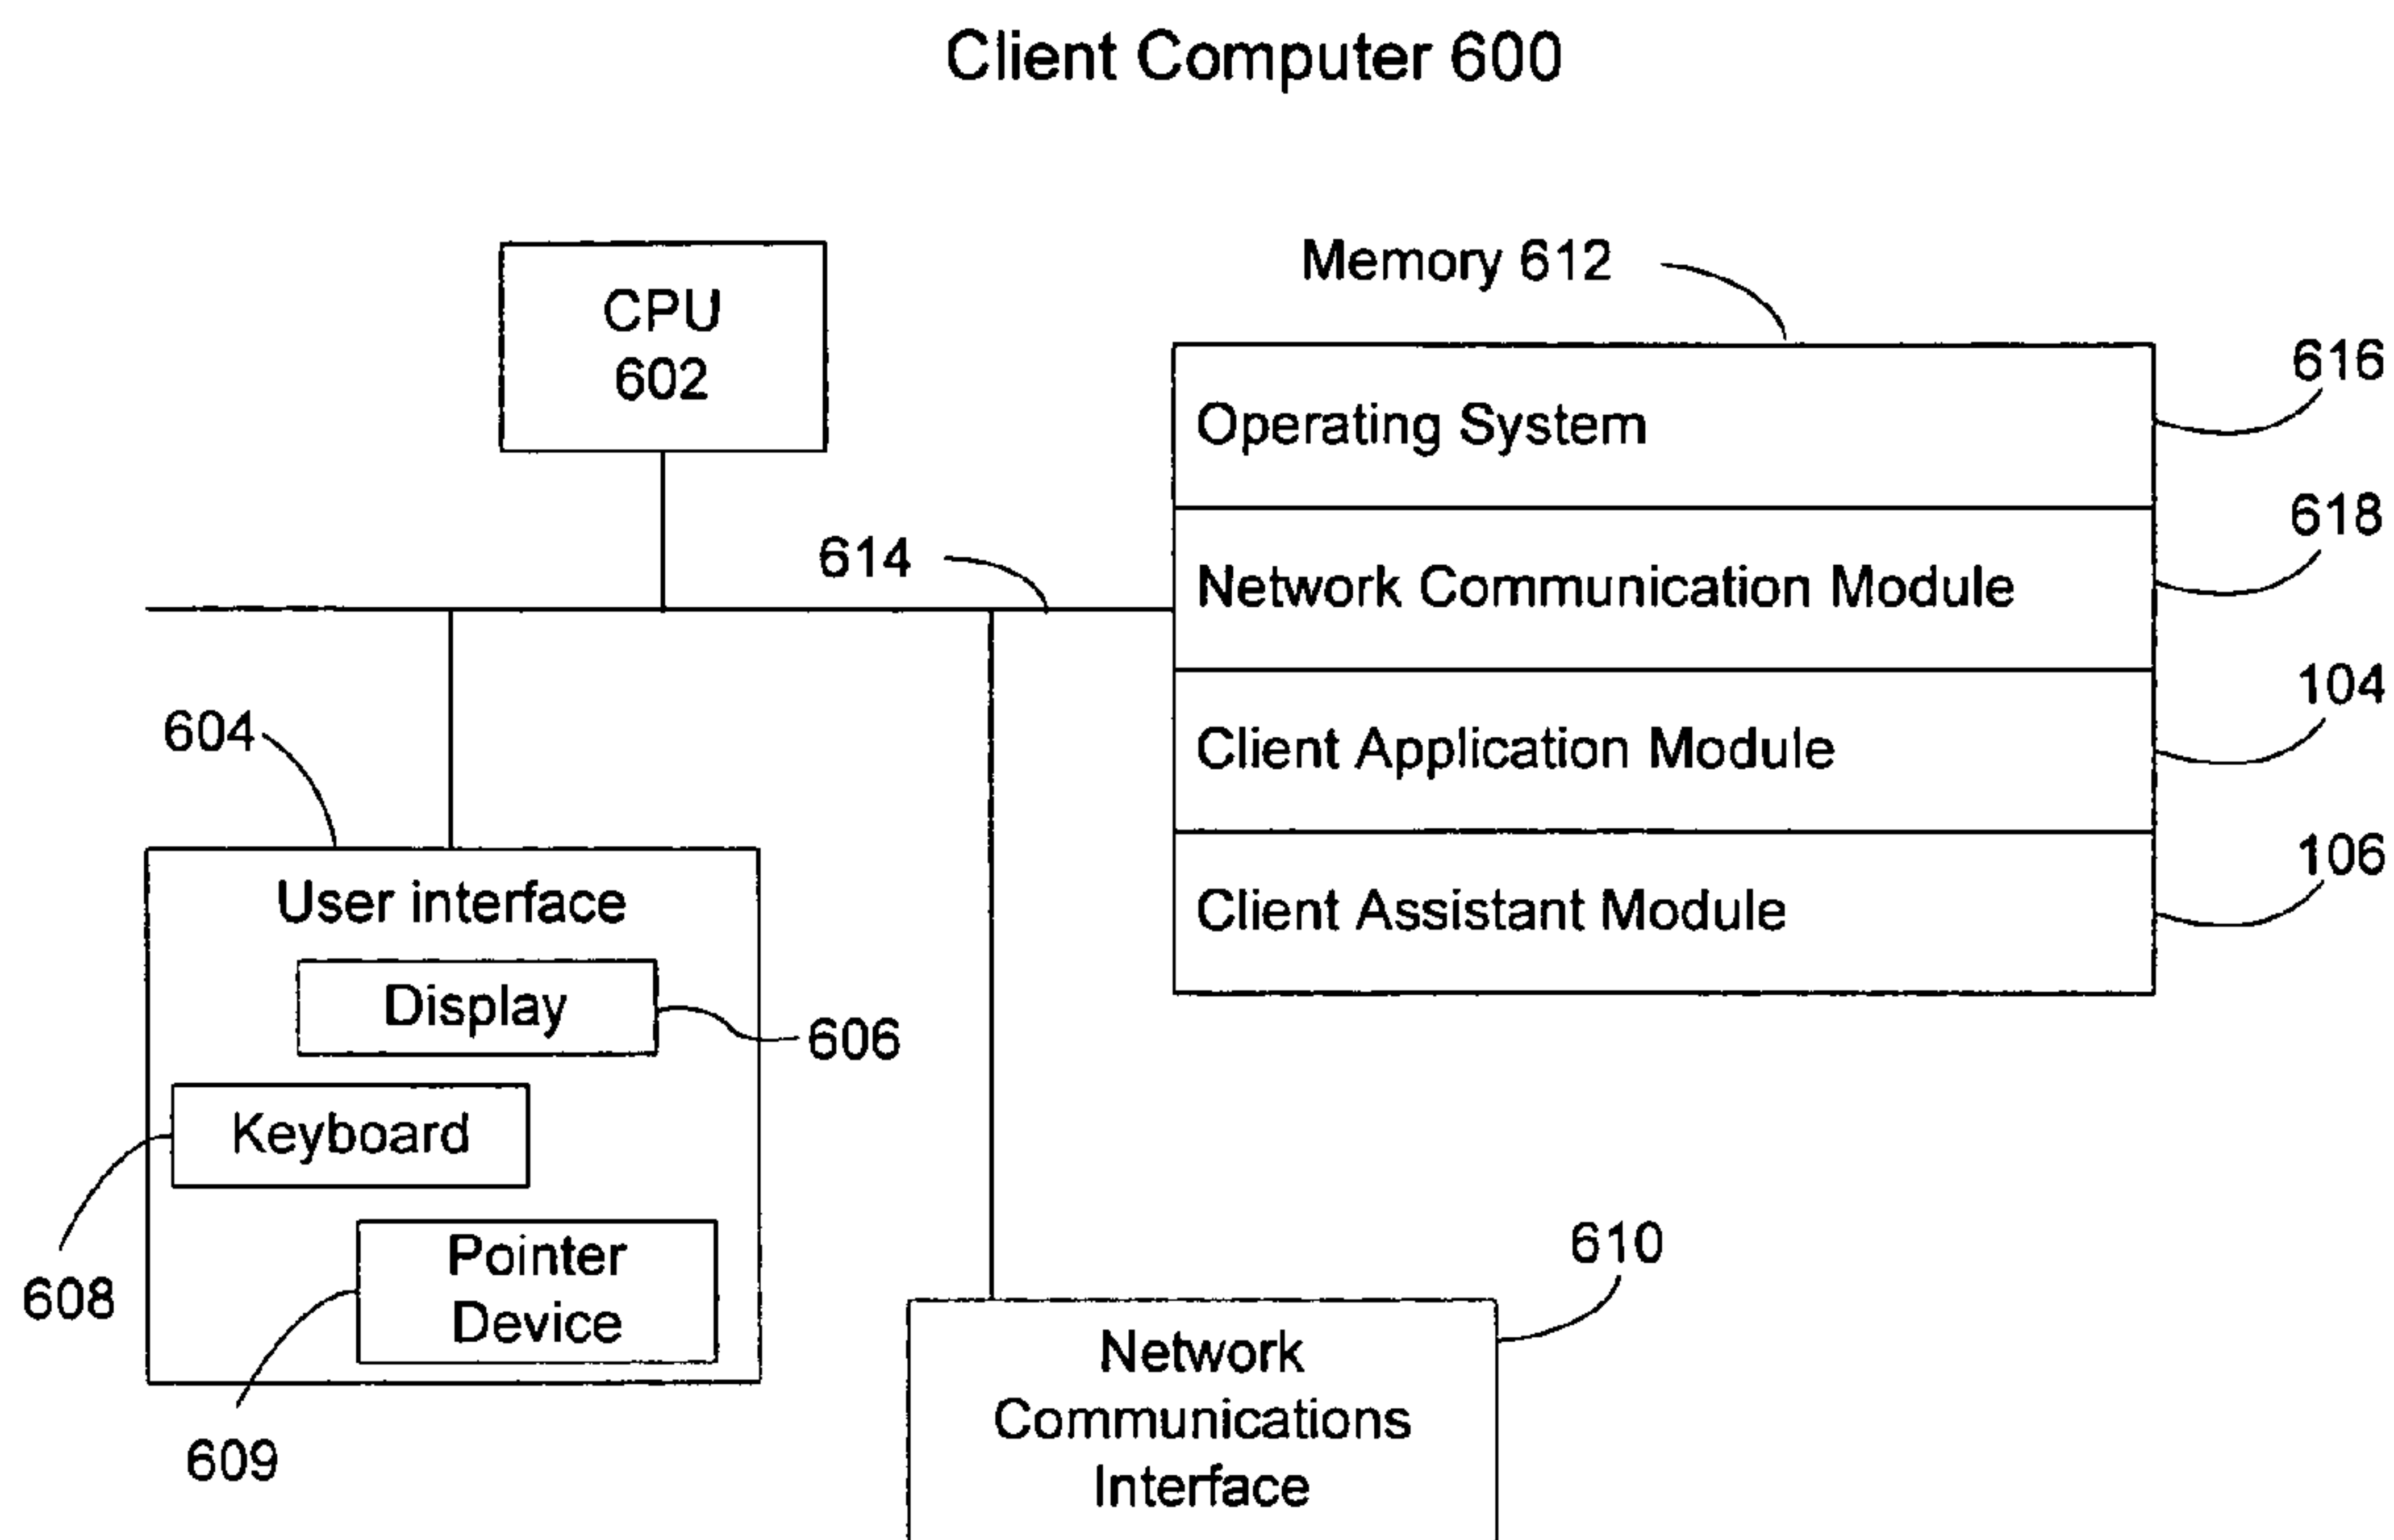 Client Computer 600
CPU
602
Memory 612
616
Operating System
618
614
Network Communication Module
104
Client Application Module
604
106
Client Assistant Module
User interface
Display
606
Keyboard
608
Pointer
Device
609
610
Network
Communications
Interface